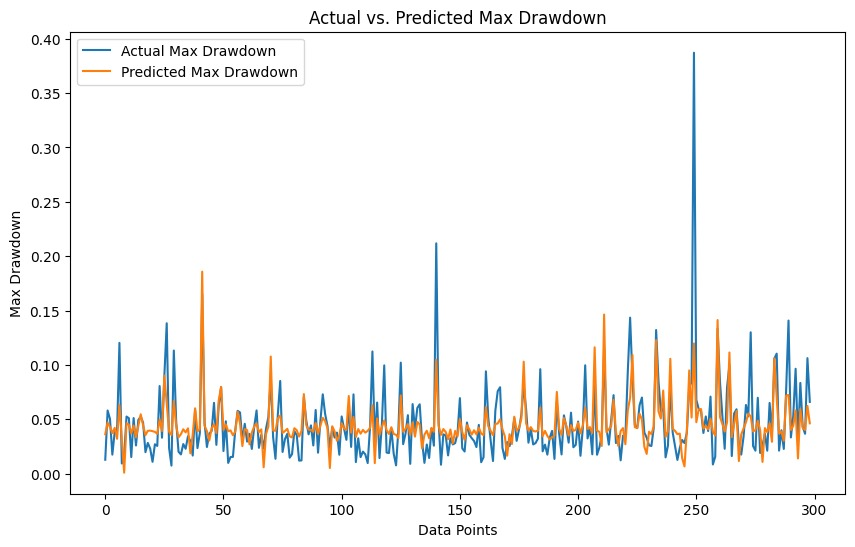 Actual vs. Predicted Max Drawdown
Actual Max Drawdown
Predicted Max Drawdown
0.40
0.35
0.30
0.25
0.20
0.15
0.10
0.05
0.00
Max Drawdown
0 50 100 150 200 250 300
Data Points